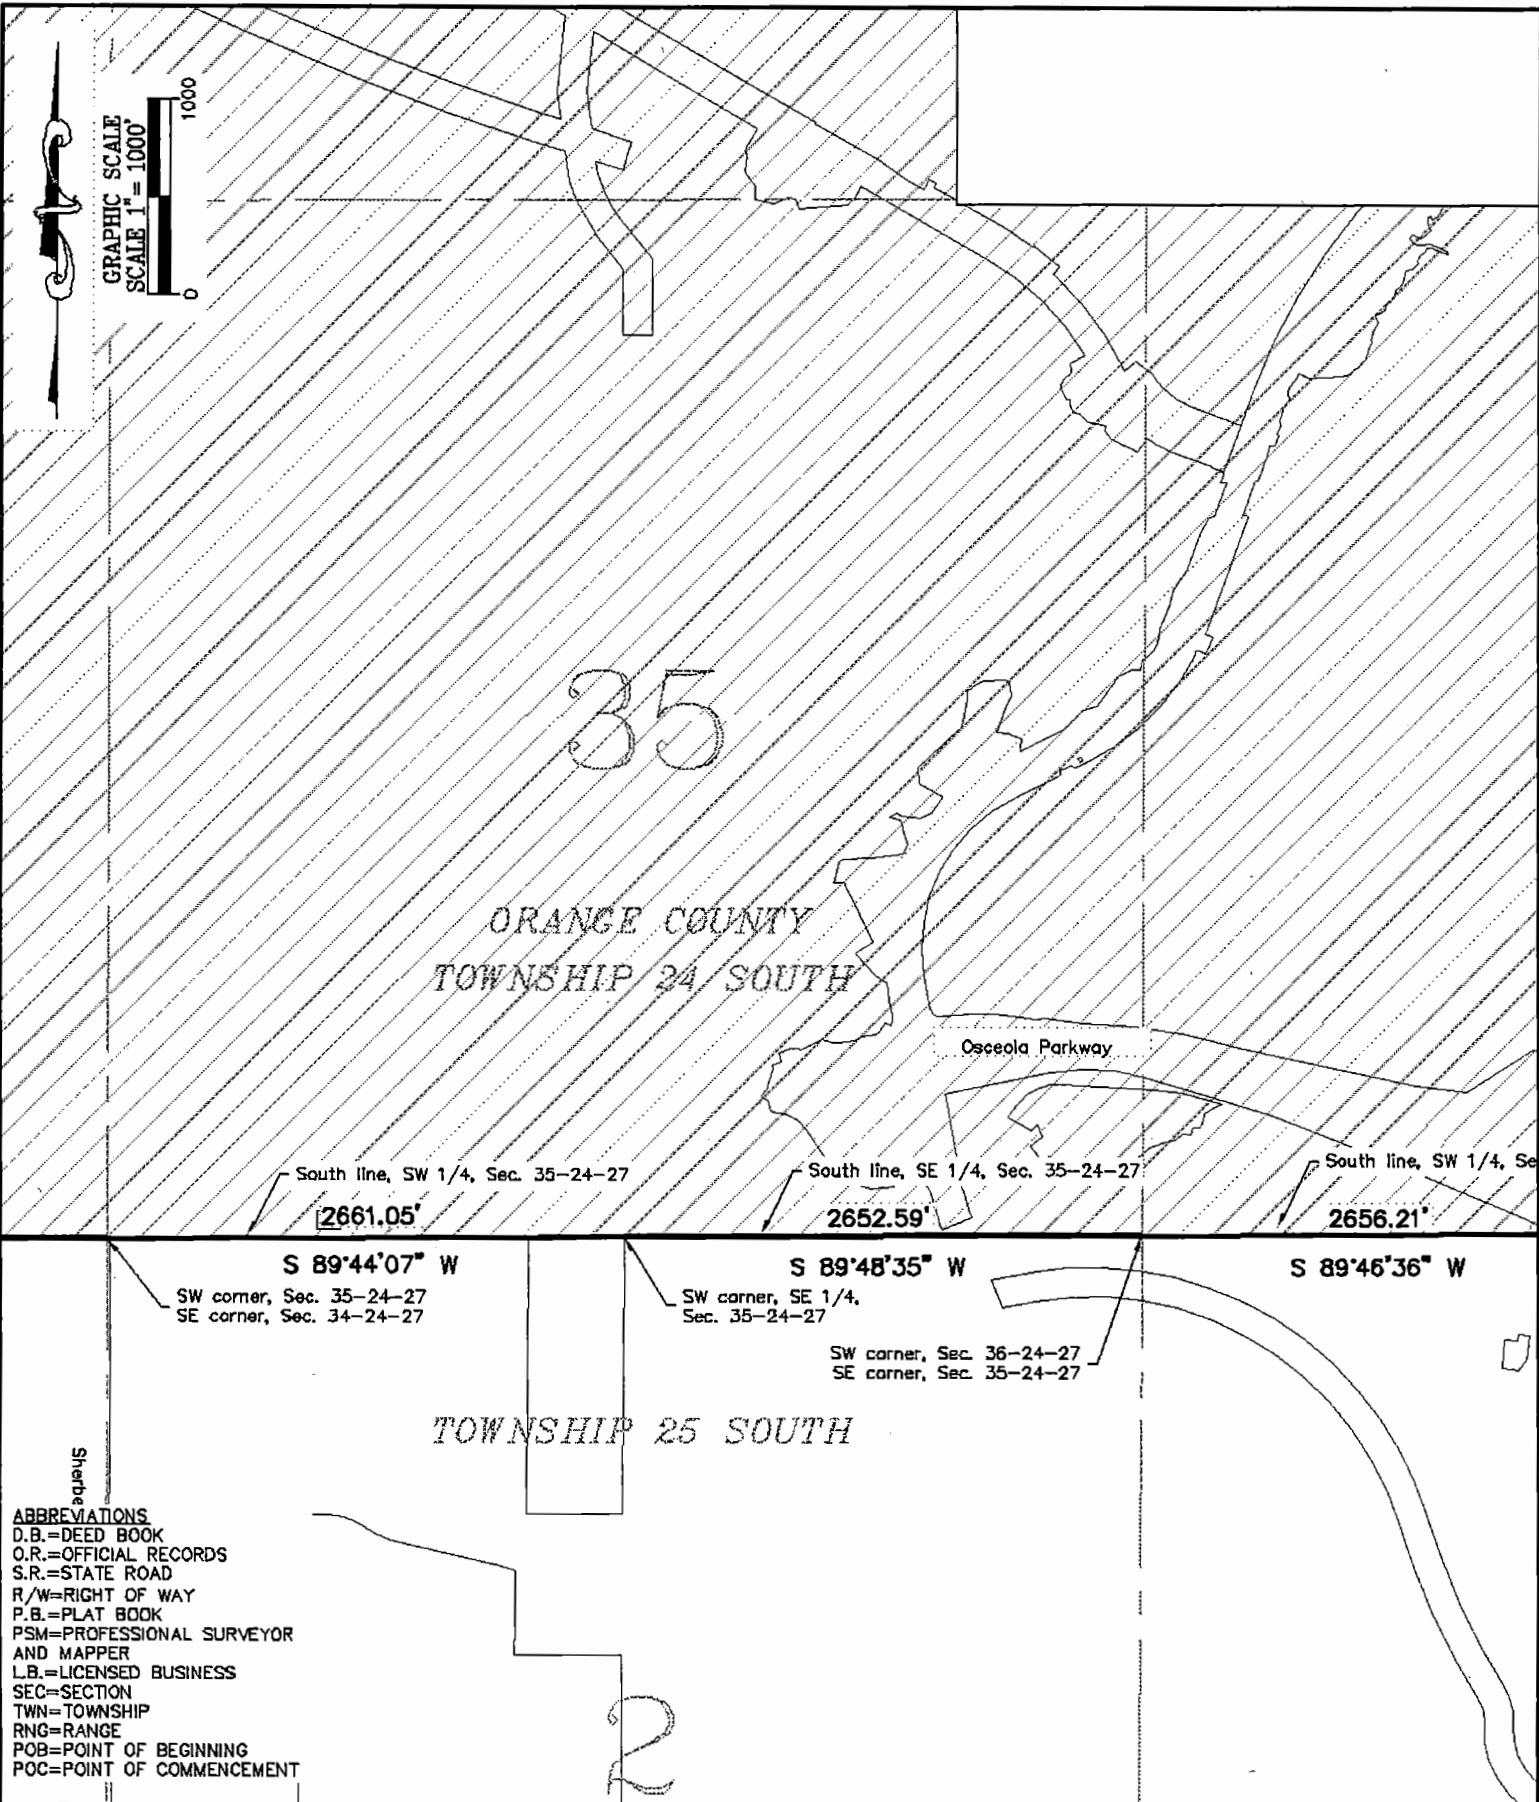 GRAPHIC SCALE
SCALE 1"= 1000'
0
1000
35
ORANGE COUNTY
TOWNSHIP 24 SOUTH
Osceola Parkway
South line, SW 1/4, Sec. 35-24-27
2661.05'
South line, SE 1/4, Sec. 35-24-27
2652.59'
South line, SW 1/4, Se
2656.21'
S 89°44'07" W
S 89°48'35" W
S 89°46'36" W
SW corner, Sec. 35-24-27
SE corner, Sec. 34-24-27
SW corner, SE 1/4,
Sec. 35-24-27
SW corner, Sec. 36-24-27
SE corner, Sec. 35-24-27
TOWNSHIP 25 SOUTH
Sherbe
ABBREVIATIONS
D.B.=DEED BOOK
O.R.=OFFICIAL RECORDS
S.R.=STATE ROAD
R/W=RIGHT OF WAY
P.B.=PLAT BOOK
PSM=PROFESSIONAL SURVEYOR
AND MAPPER
L.B.=LICENSED BUSINESS
SEC=SECTION
TWN=TOWNSHIP
RNG=RANGE
POB=POINT OF BEGINNING
POC=POINT OF COMMENCEMENT
2